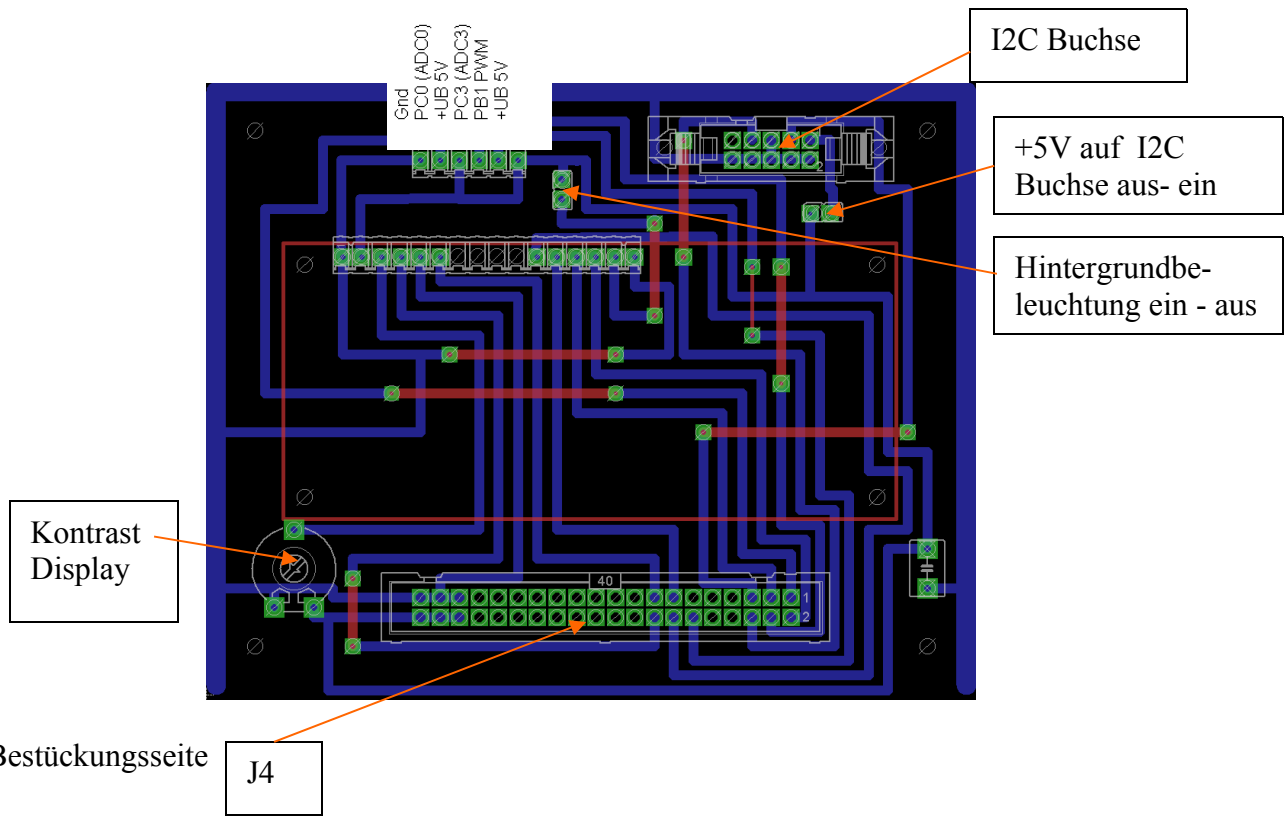 I2C Buchse
Gnd
PC0 (ADC0)
+UB 5V
PC3 (ADC3)
PB1 PWM
+UB 5V
+5V auf I2C
Buchse aus- ein
2
1
Hintergrundbe-
leuchtung ein - aus
Kontrast
Display
40
1
2
Bestückungsseite
J4